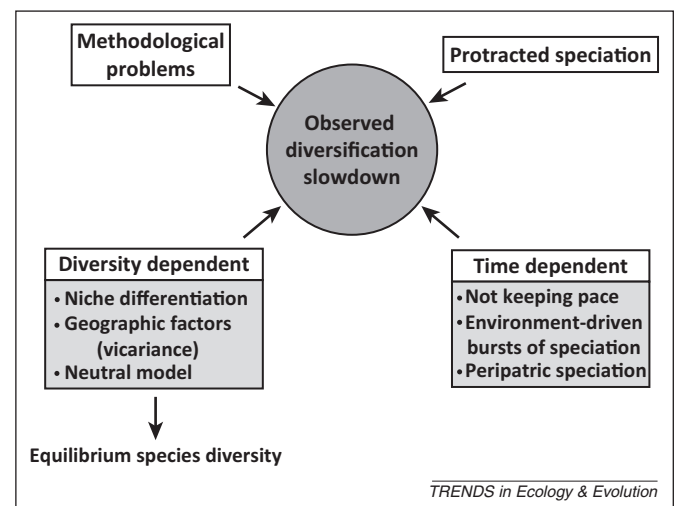 Methodological
problems
Protracted speciation
Observed
diversification
slowdown
Diversity dependent
• Niche differentiation
• Geographic factors
(vicariance)
• Neutral model
Time dependent
• Not keeping pace
• Environment-driven
bursts of speciation
• Peripatric speciation
Equilibrium species diversity
TRENDS in Ecology & Evolution